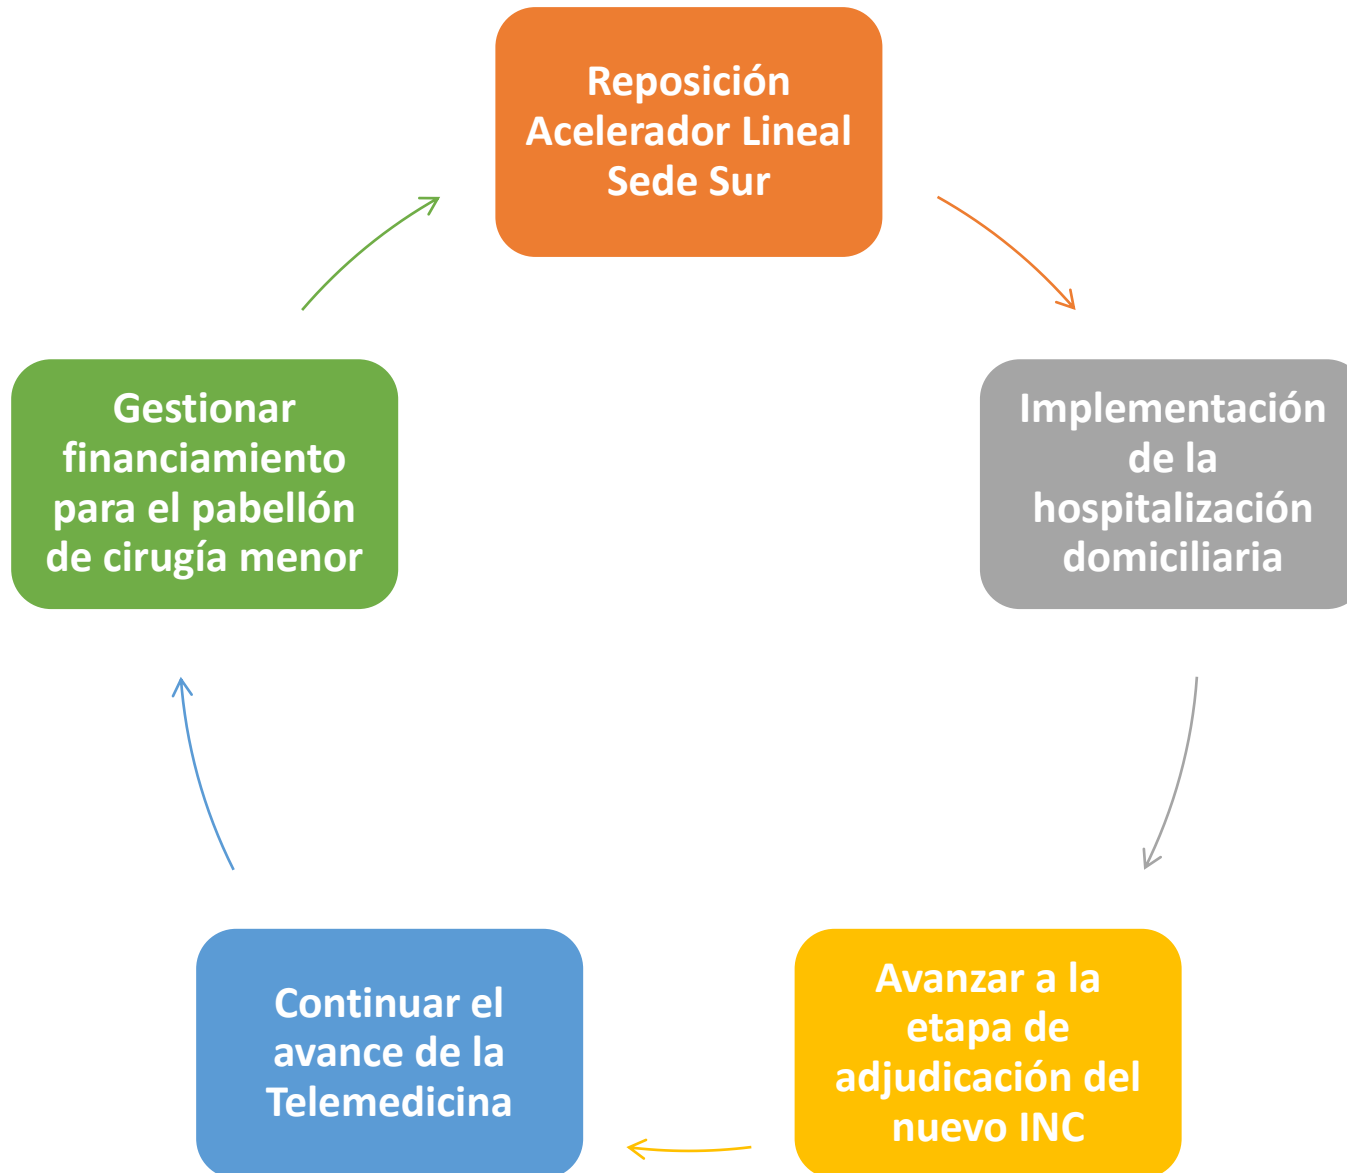 Reposición
Acelerador Lineal
Sede Sur
Implementación
de la
hospitalización
domiciliaria
Avanzar a la
etapa de
adjudicación del
nuevo INC
Continuar el
avance de la
Telemedicina
Gestionar
financiamiento
para el pabellón
de cirugía menor